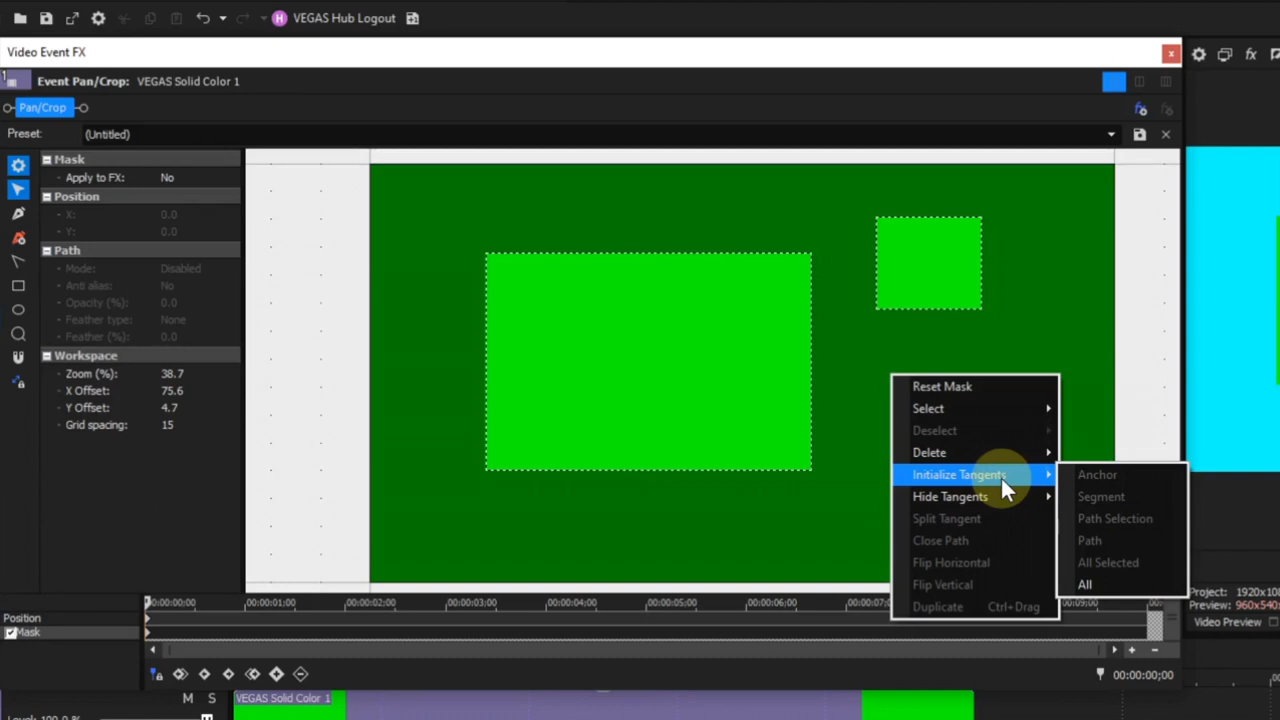 VEGAS Hub Logout
Video Event FX
Event Pan/Crop: VEGAS Solid Color 1
Pan/Crop
Preset: (Untitled)
Mask
Apply to FX: No
Position
X: 0.0
Y: 0.0
Path
Mode: Disabled
Anti alias: No
Opacity (%): 0.0
Feather type: None
Feather (%): 0.0
Workspace
Zoom (%): 38.7
X Offset: 75.6
Y Offset: 4.7
Grid spacing: 15
Reset Mask
Select
Deselect
Delete
Initialize Tangents
Hide Tangents
Split Tangent
Close Path
Flip Horizontal
Flip Vertical
Duplicate Ctrl+Drag
Anchor
Segment
Path Selection
Path
All Selected
All
00:00:00;00 00:00:01;00 00:00:02;00 00:00:03;00 00:00:04;00 00:00:05;00 00:00:06;00
Position
Mask
00:00:00;00
Project: 1920x10
Preview: 960x540
Video Preview
M S
VEGAS Solid Color 1
Level: 100.0 %